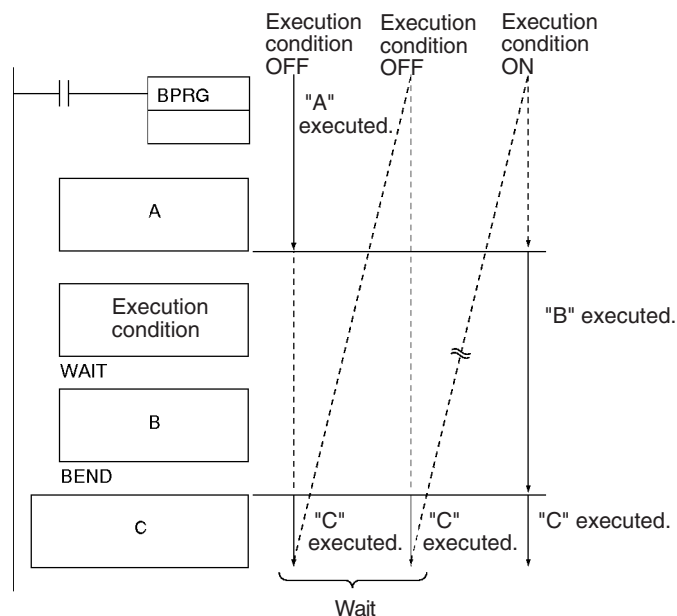 Execution
condition
OFF
Execution
condition
OFF
Execution
condition
ON
BPRG
"A"
executed.
A
Execution
condition
"B" executed.
WAIT
B
BEND
C
"C"
executed.
"C"
executed.
"C" executed.
Wait